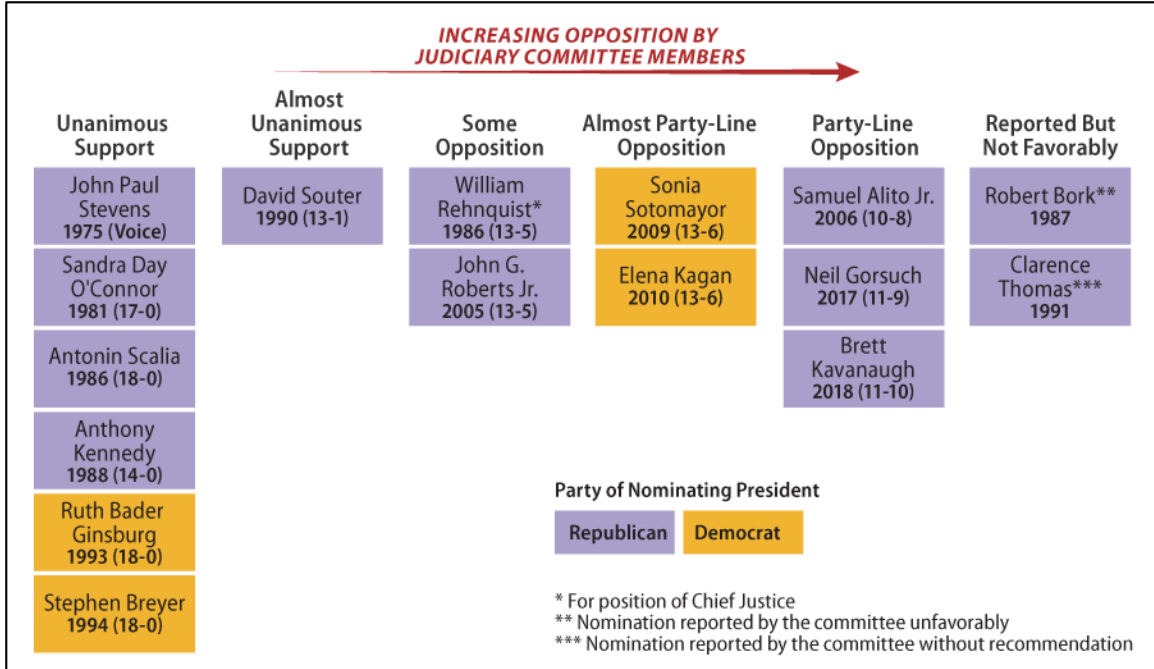 INCREASING OPPOSITION BY
JUDICIARY COMMITTEE MEMBERS
Unanimous
Support
John Paul
Stevens
1975 (Voice)
Sandra Day
O'Connor
1981 (17-0)
Antonin Scalia
1986 (18-0)
Anthony
Kennedy
1988 (14-0)
Ruth Bader
Ginsburg
1993 (18-0)
Stephen Breyer
1994 (18-0)
Almost
Unanimous
Support
David Souter
1990 (13-1)
Some
Opposition
William
Rehnquist*
1986 (13-5)
John G.
Roberts Jr.
2005 (13-5)
Almost Party-Line
Opposition
Sonia
Sotomayor
2009 (13-6)
Elena Kagan
2010 (13-6)
Party-Line
Opposition
Samuel Alito Jr.
2006 (10-8)
Neil Gorsuch
2017 (11-9)
Brett
Kavanaugh
2018 (11-10)
Reported But
Not Favorably
Robert Bork**
1987
Clarence
Thomas***
1991
Party of Nominating President
Republican
Democrat
* For position of Chief Justice
** Nomination reported by the committee unfavorably
*** Nomination reported by the committee without recommendation